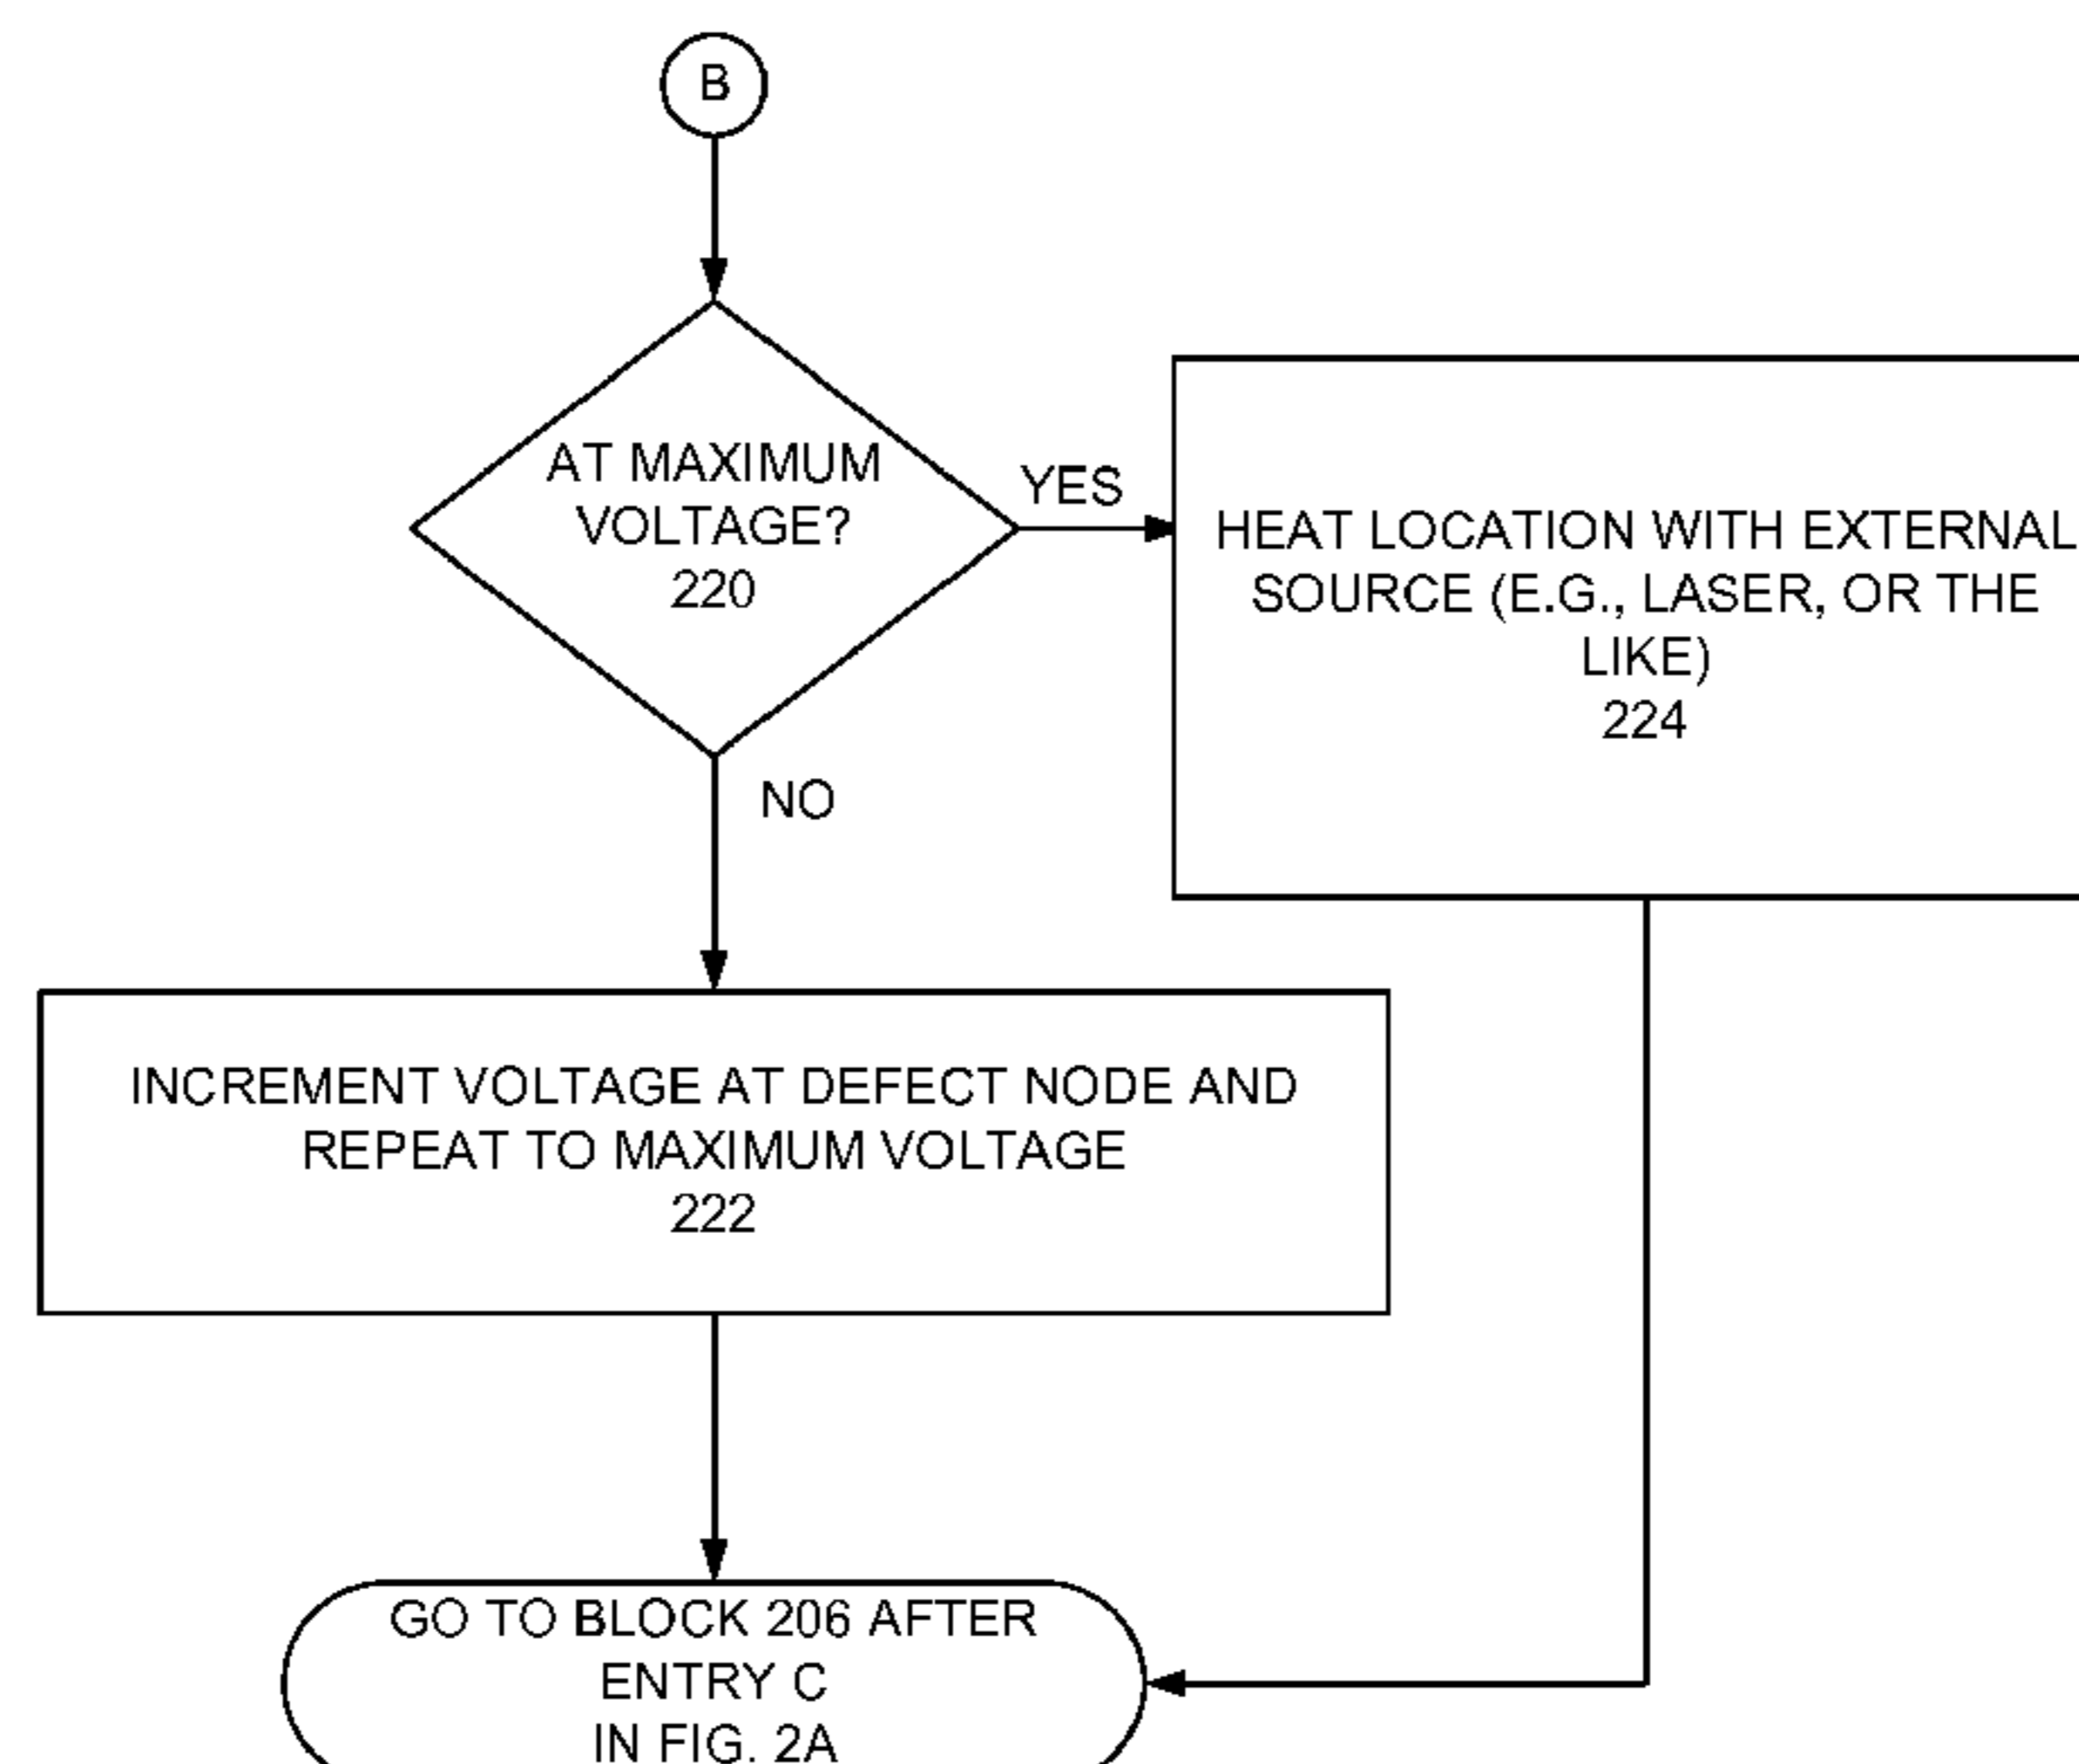 B
AT MAXIMUM
VOLTAGE?
220
YES
HEAT LOCATION WITH EXTERNAL
SOURCE (E.G., LASER, OR THE
LIKE)
224
NO
INCREMENT VOLTAGE AT DEFECT NODE AND
REPEAT TO MAXIMUM VOLTAGE
222
GO TO BLOCK 206 AFTER
ENTRY C
IN FIG. 2A